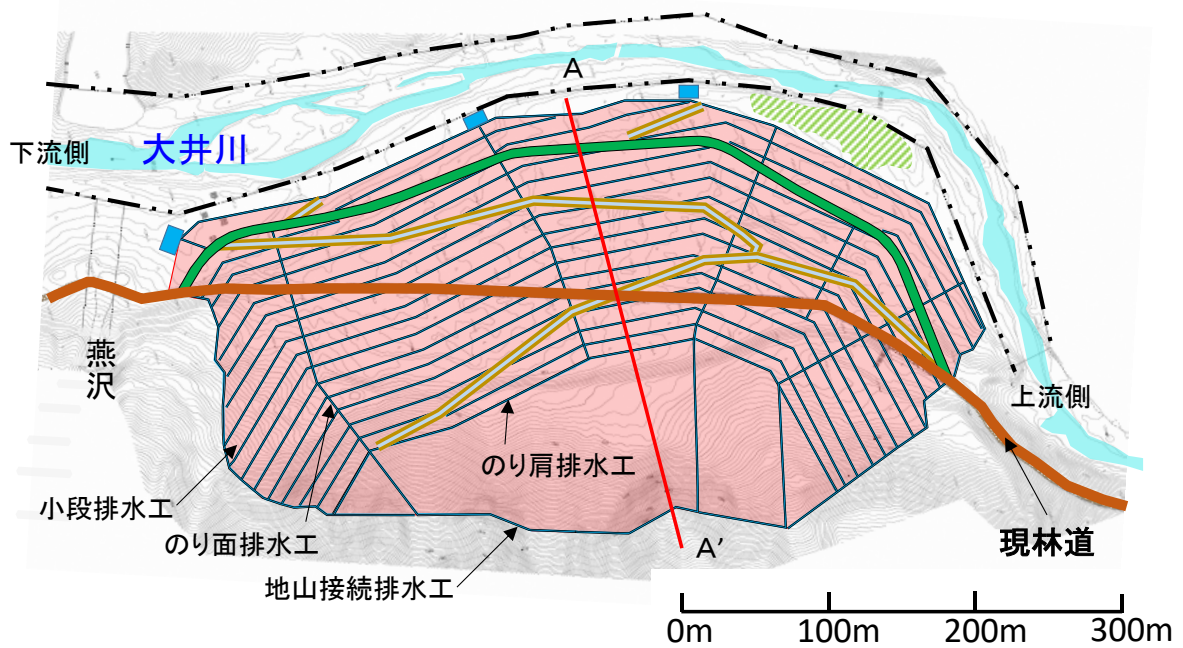 A
下流側
大井川
燕沢
上流側
のり肩排水工
小段排水工
のり面排水工
現林道
A'
地山接続排水工
0m 100m 200m 300m